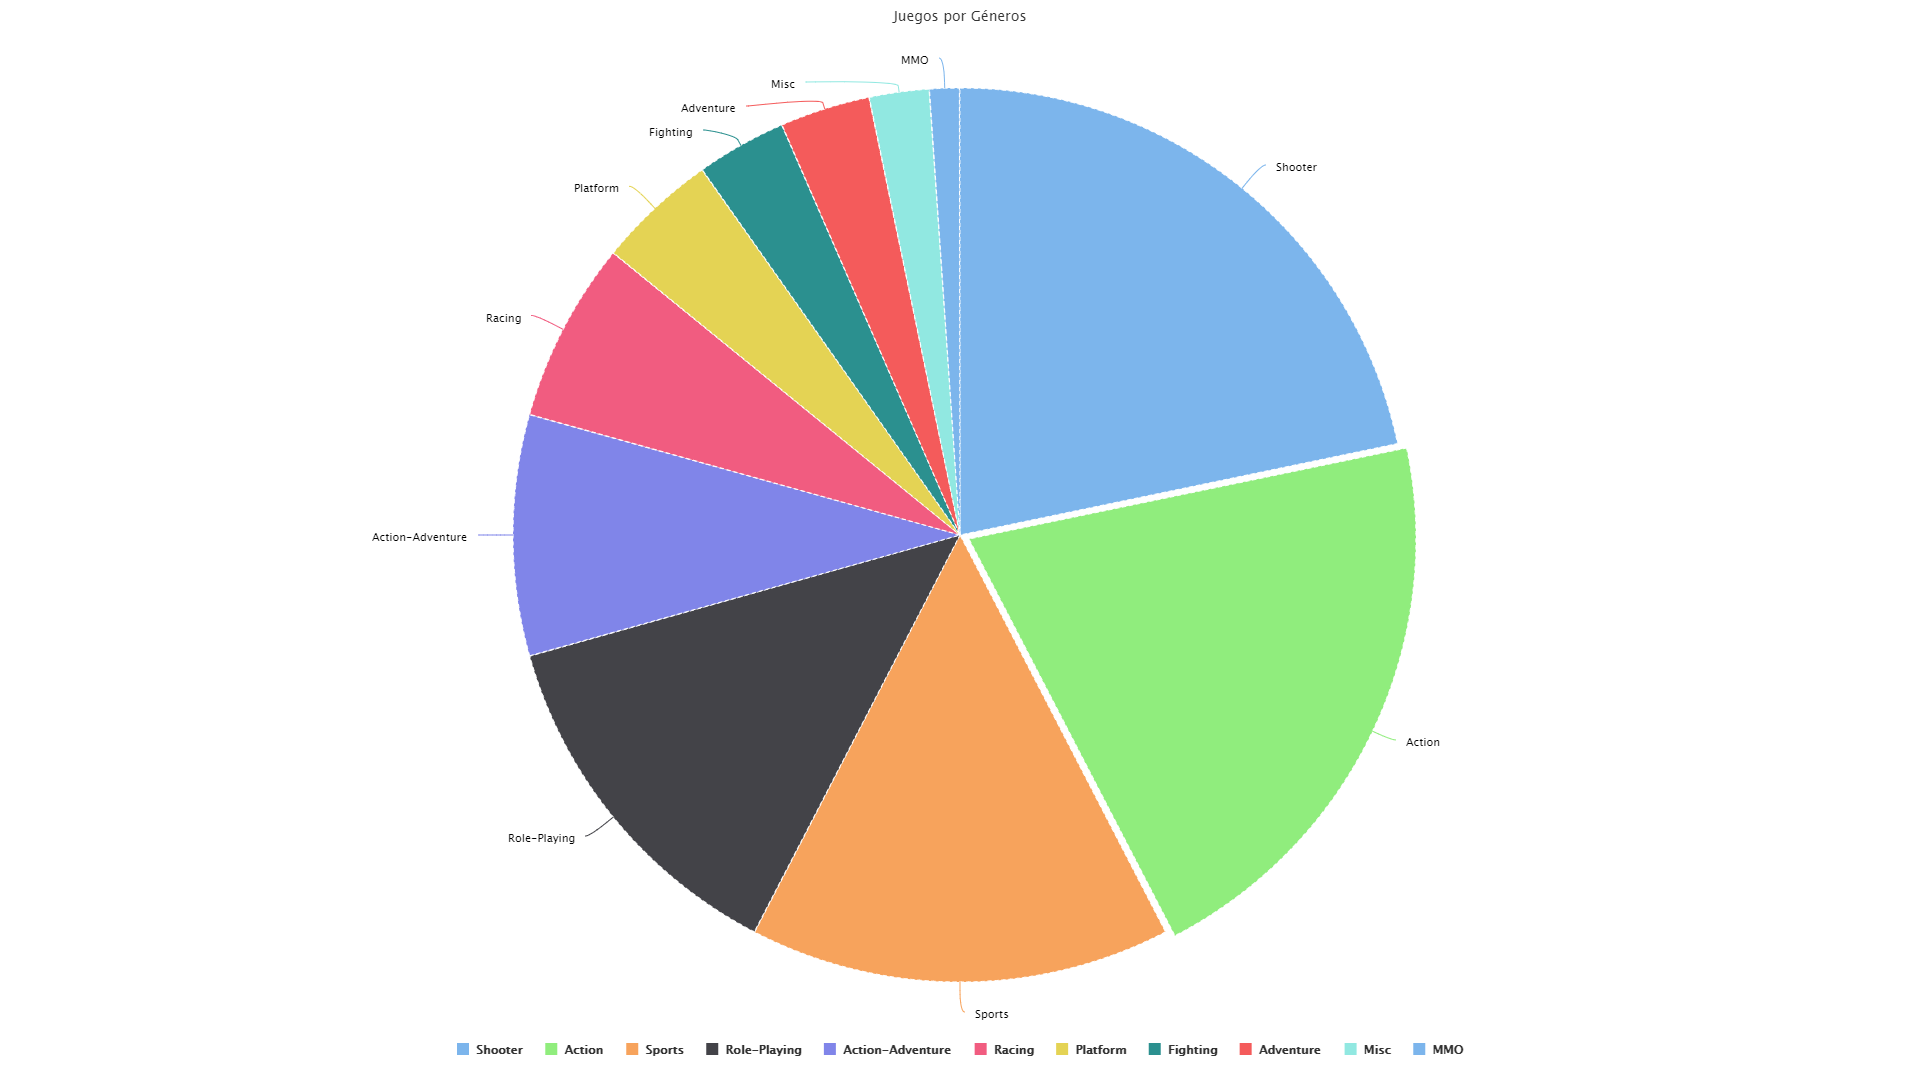 Juegos por Géneros
MMO
Misc
Adventure
Fighting
Shooter
Platform
Racing
Action-Adventure
Action
Role-Playing
Sports
Shooter Action Sports Role-Playing Action-Adventure Racing Platform Fighting Adventure Misc MMO